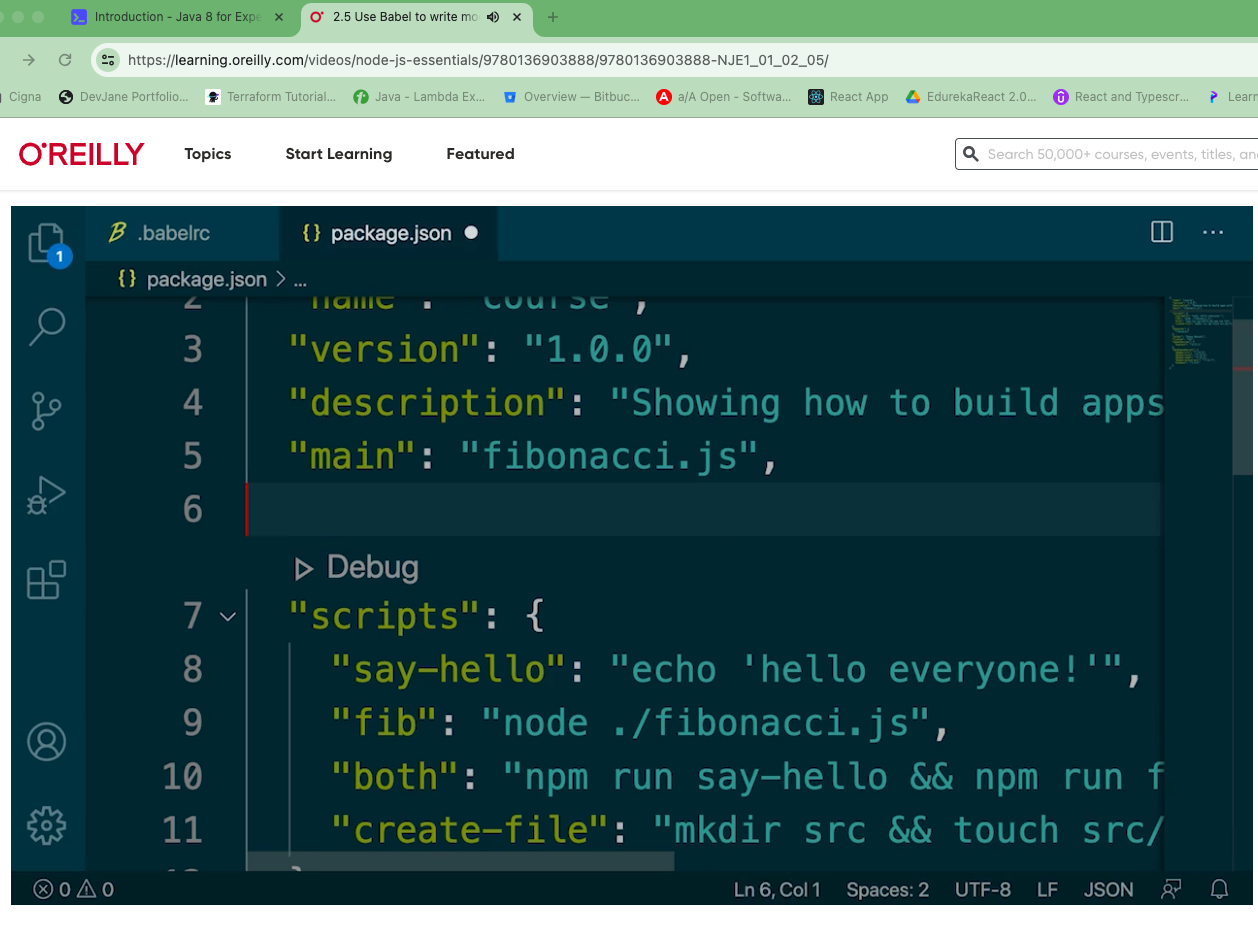 Introduction - Java 8 for Expe
2.5 Use Babel to write mo
https://learning.oreilly.com/videos/node-js-essentials/9780136903888/9780136903888-NJE1_01_02_05/
Cigna DevJane Portfolio... Terraform Tutorial... Java - Lambda Ex... Overview — Bitbuc... a/A Open - Softwa... React App EdurekaReact 2.0... React and Typescr... Learn
O'REILLY Topics Start Learning Featured Search 50,000+ courses, events, titles, an
.babelrc {} package.json ...
1
{} package.json > ...
2 "name": "course",
3 "version": "1.0.0",
4 "description": "Showing how to build apps
5 "main": "fibonacci.js",
6
Debug
7 "scripts": {
8 "say-hello": "echo 'hello everyone!'",
9 "fib": "node ./fibonacci.js",
10 "both": "npm run say-hello && npm run f
11 "create-file": "mkdir src && touch src/
0 0 Ln 6, Col 1 Spaces: 2 UTF-8 LF JSON